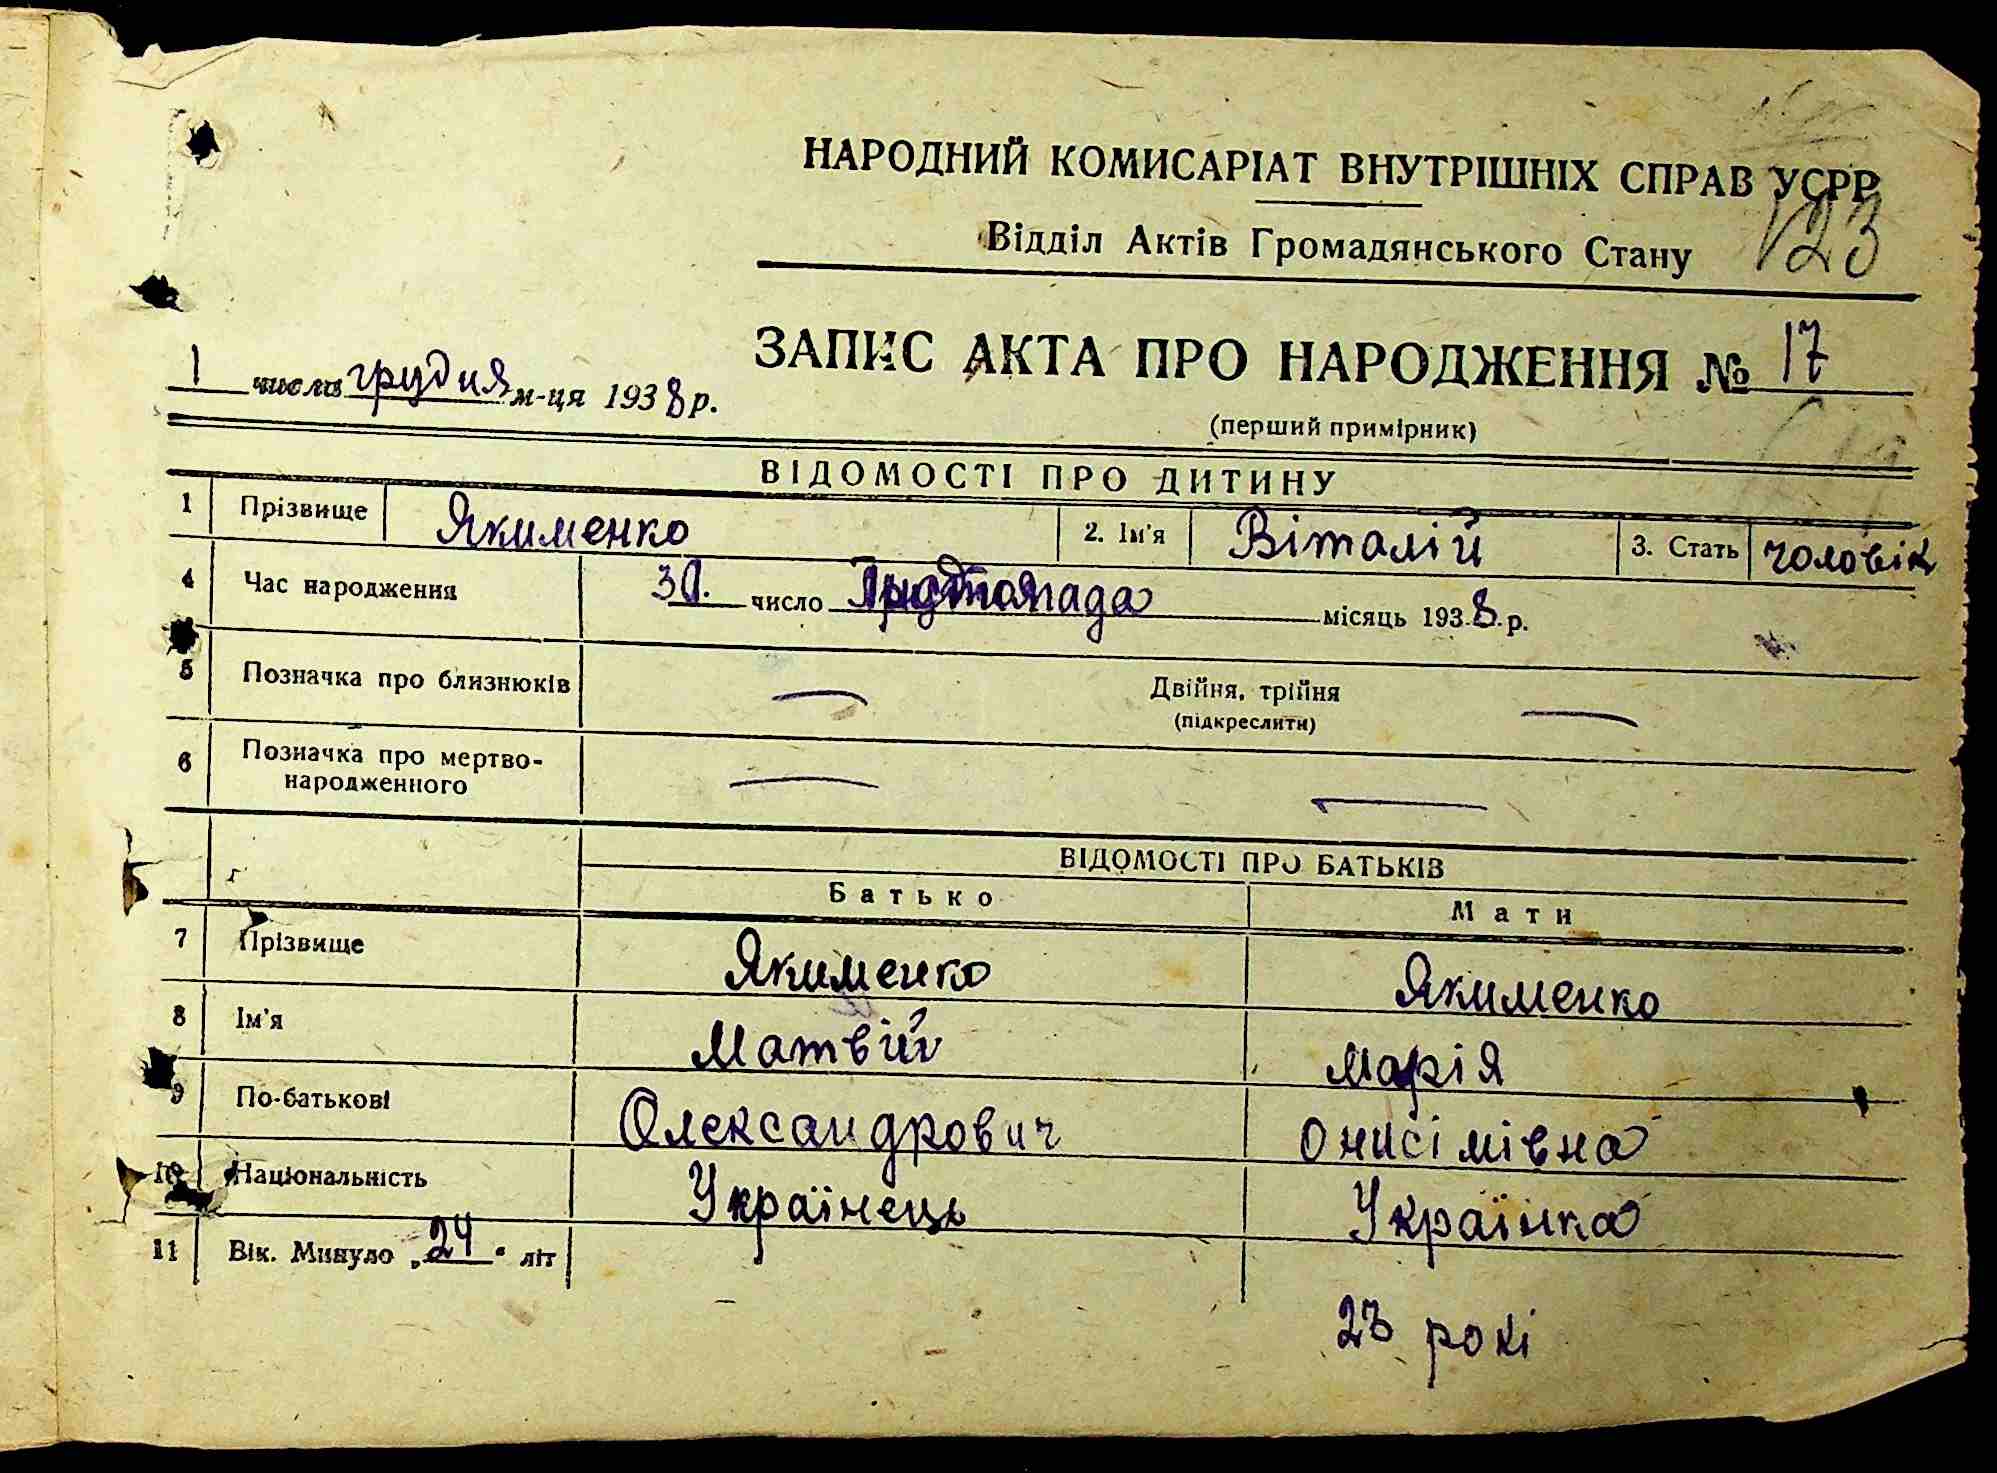 НАРОДНИЙ КОМИСАРІАТ ВНУТРІШНІХ СПРАВ УСРР
123
Відділ Актів Громадянського Стану
ЗАПИС АКТА ПРО НАРОДЖЕННЯ № 17
1 числа грудня м-ця 1938 р.
(перший примірник)
ВІДОМОСТІ ПРО ДИТИНУ
1 Прізвище Якименко 2. Ім'я Віталій 3. Стать чоловік
4 Час народження 30. число місяць 1938 р.
5 Позначка про близнюків — Двійня, трійня —
(підкреслити)
6 Позначка про мертво-
народженного — —
ВІДОМОСТІ ПРО БАТЬКІВ
Батько Мати
7 Прізвище Якименко Якименко
8 Ім'я Матвій Марія
9 По-батькові Олександрович Онисімівна
10 Національність Українець Українка
11 Вік. Минуло „24" літ
23 рокі